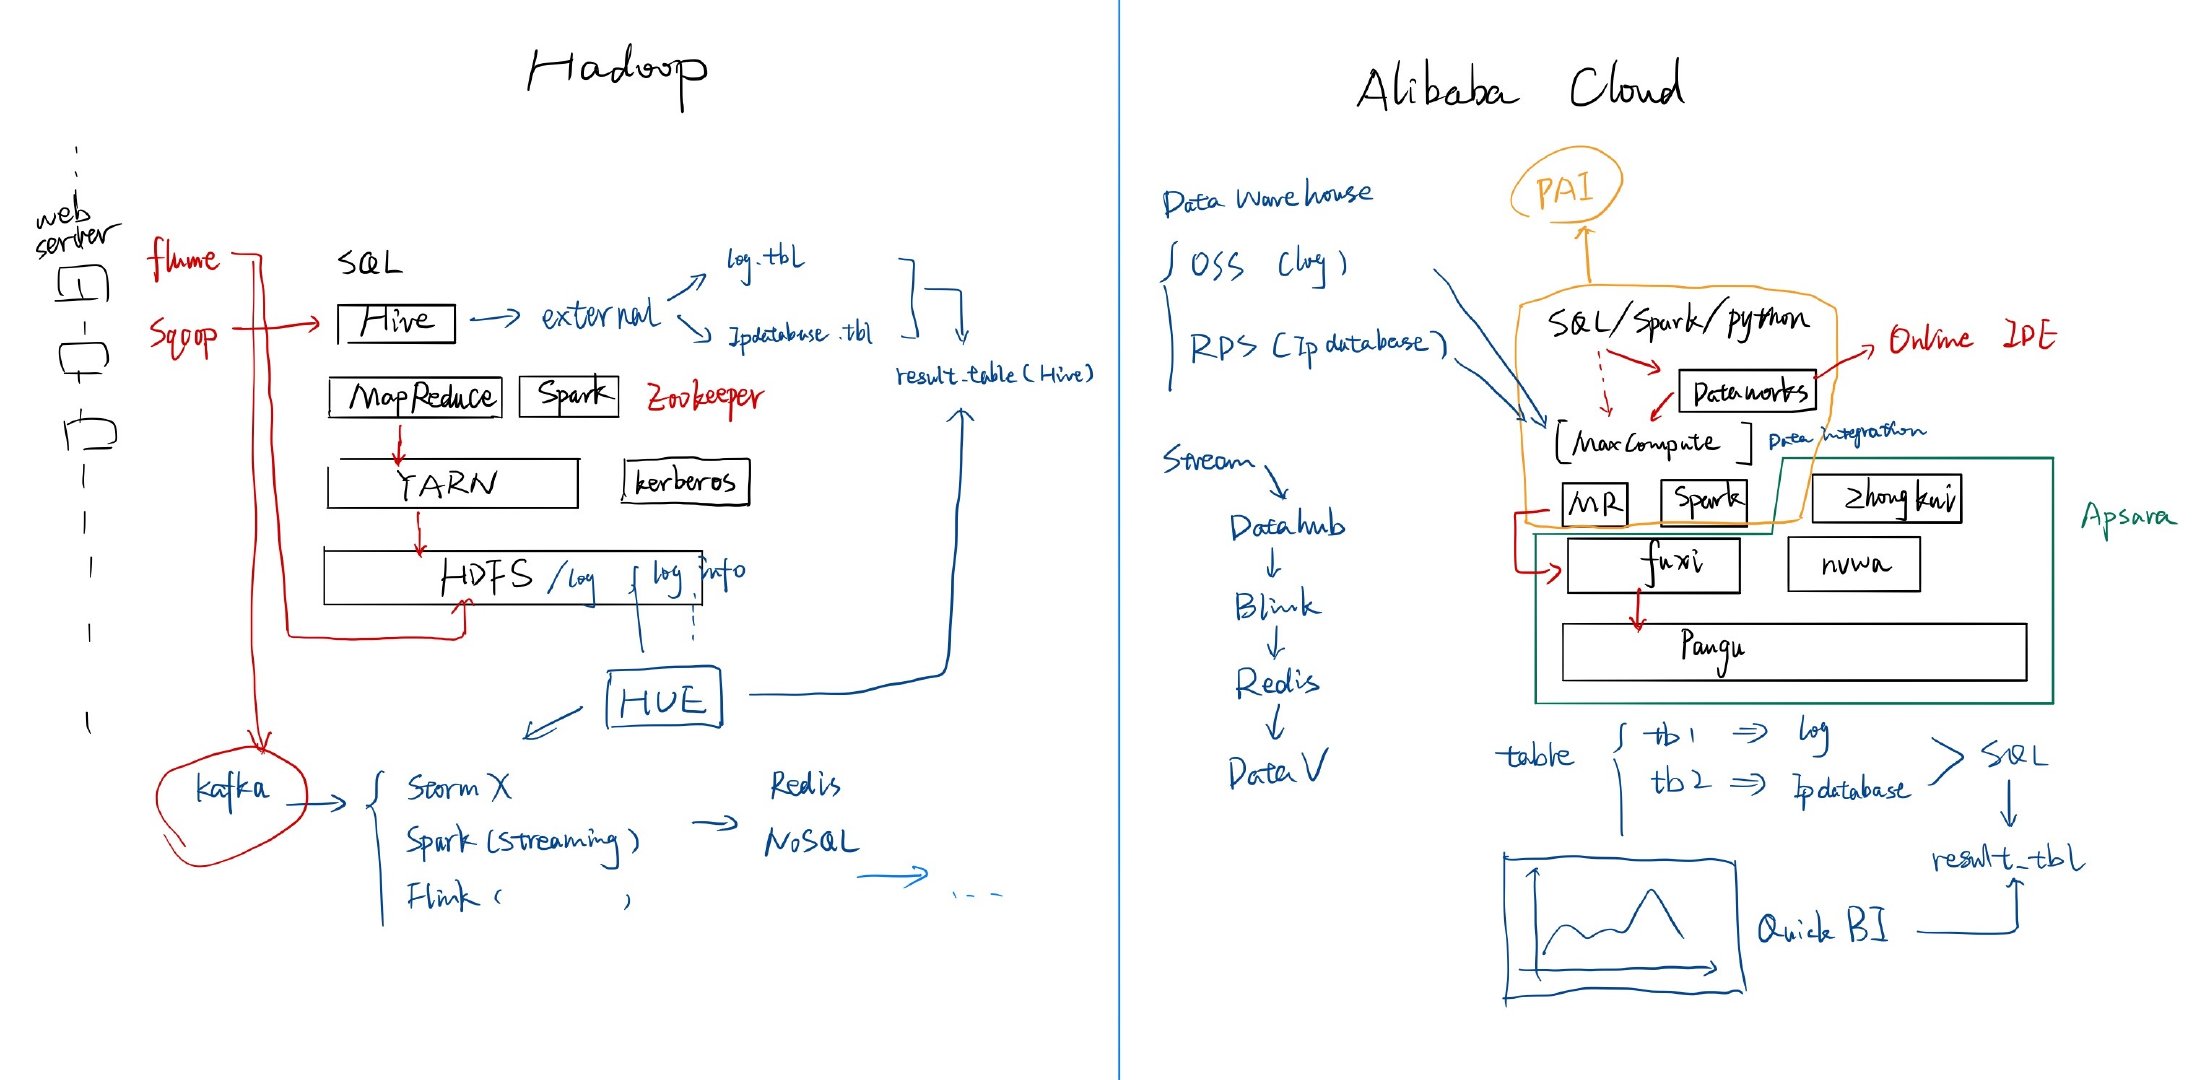 Hadoop
web
server
flume
Sqoop
SQL
Hive
external
log.tbl
Ipdatabase.tbl
result_table (Hive)
MapReduce
Spark
Zookeeper
YARN
kerberos
HDFS /log { log info
HUE
kafka
Storm X
Spark (streaming)
Flink ( )
Redis
NoSQL
...
Alibaba Cloud
PAI
Data Warehouse
OSS (log)
RDS (Ip database)
SQL/Spark/python
Online IDE
Dataworks
[MaxCompute]
Data Integration
MR
Spark
Zhongkui
Apsara
fuxi
nvwa
Pangu
Stream
Datahub
Blink
Redis
DataV
table
tb1 ⇒ log
tb2 ⇒ Ipdatabase
SQL
result_tbl
Quick BI